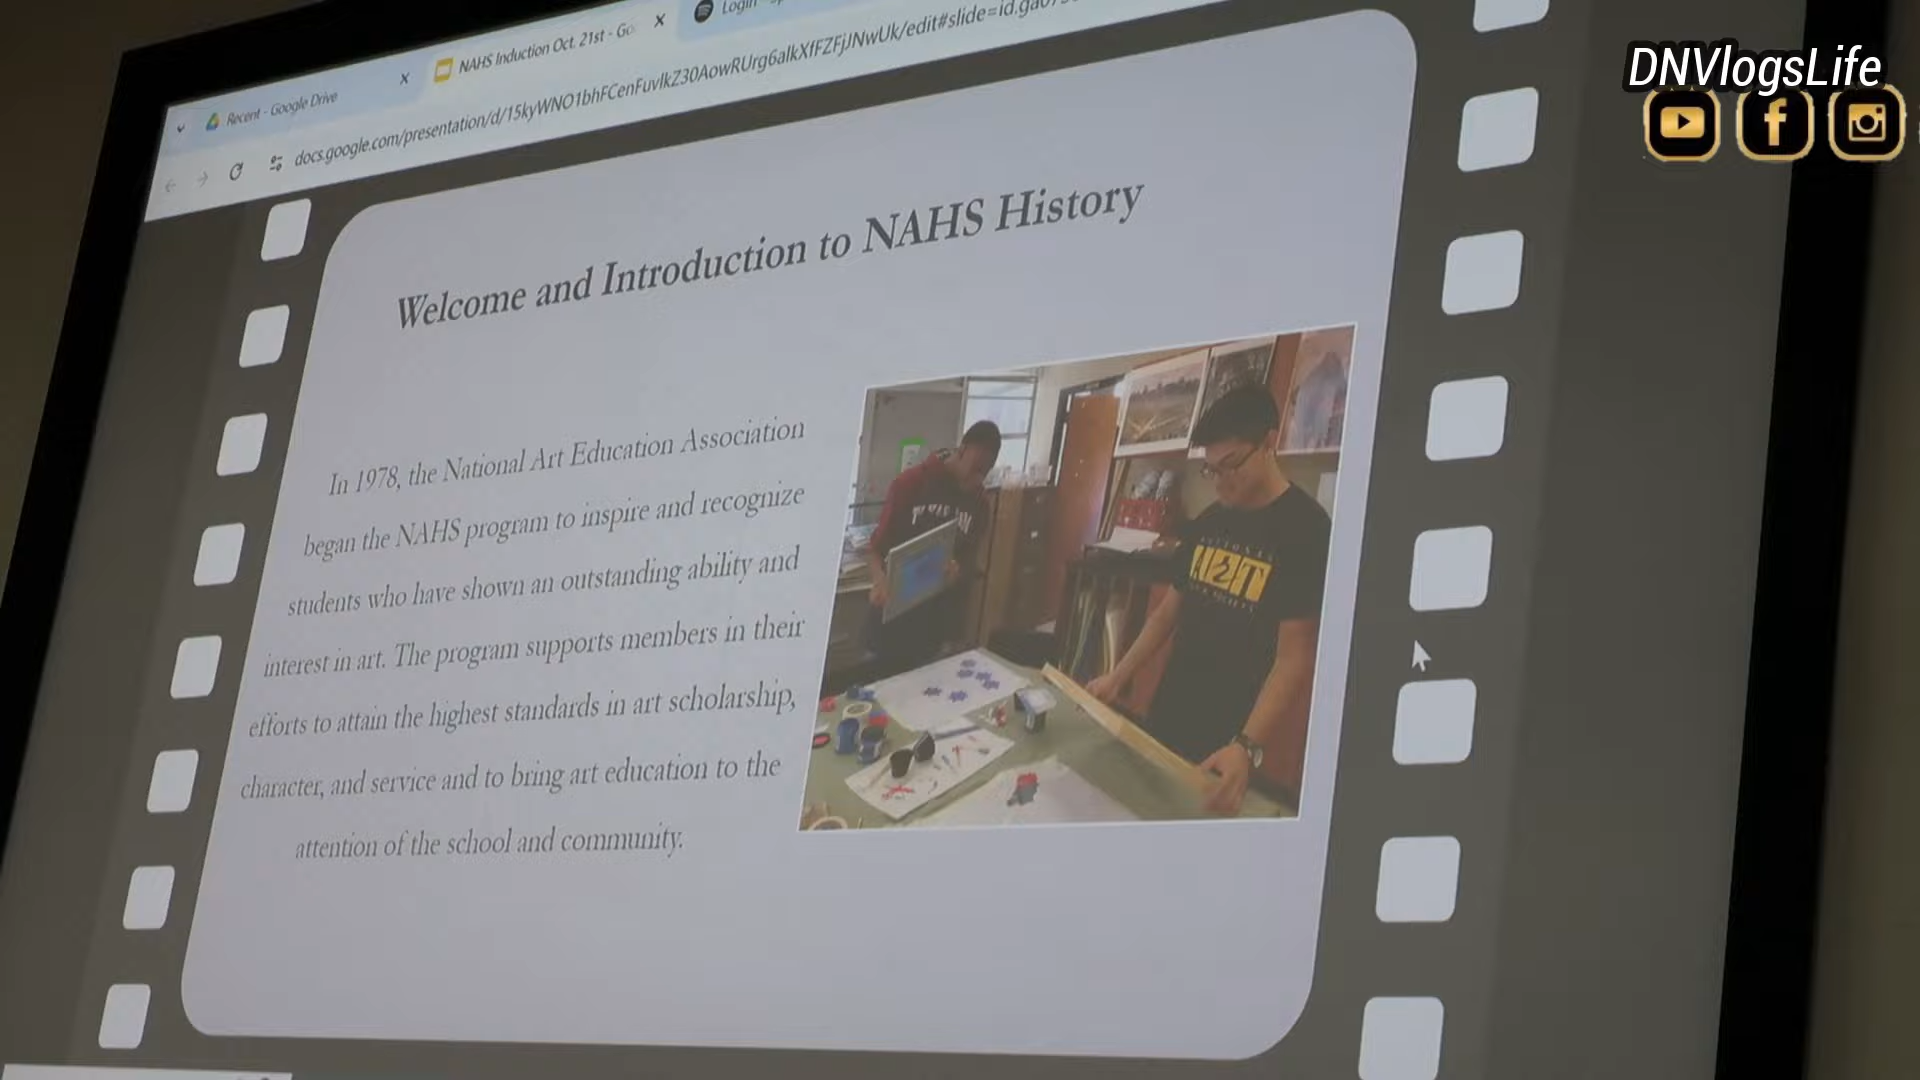 Recent - Google Drive
NAHS Induction Oct. 21st - Go
Login
docs.google.com/presentation/d/15kyWNO1bhFCenFuvlkZ30AowRUrg6alkXfFZFjJNwUk/edit#slide=id.ga0
DNVlogsLife
Welcome and Introduction to NAHS History
In 1978, the National Art Education Association
began the NAHS program to inspire and recognize
students who have shown an outstanding ability and
interest in art. The program supports members in their
efforts to attain the highest standards in art scholarship,
character, and service and to bring art education to the
attention of the school and community.
ART